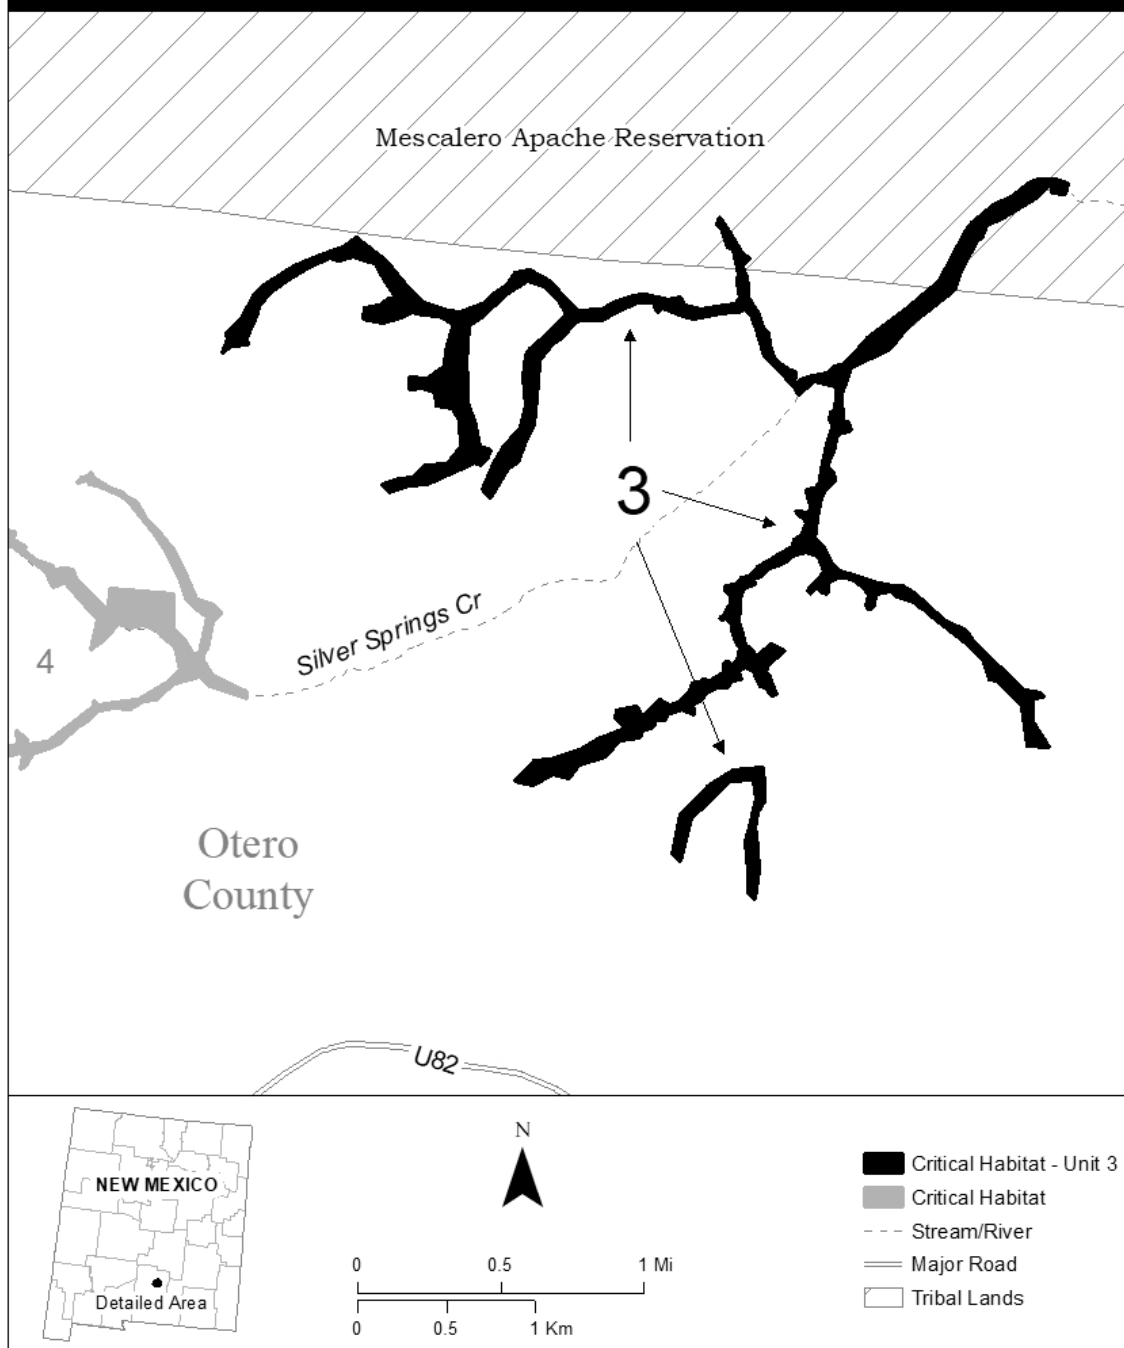 Mescalero Apache Reservation
3
Silver Springs Cr
4
Otero
County
U82
NEW MEXICO
Detailed Area
N
0 0.5 1 Mi
0 0.5 1 Km
Critical Habitat - Unit 3
Critical Habitat
Stream/River
Major Road
Tribal Lands